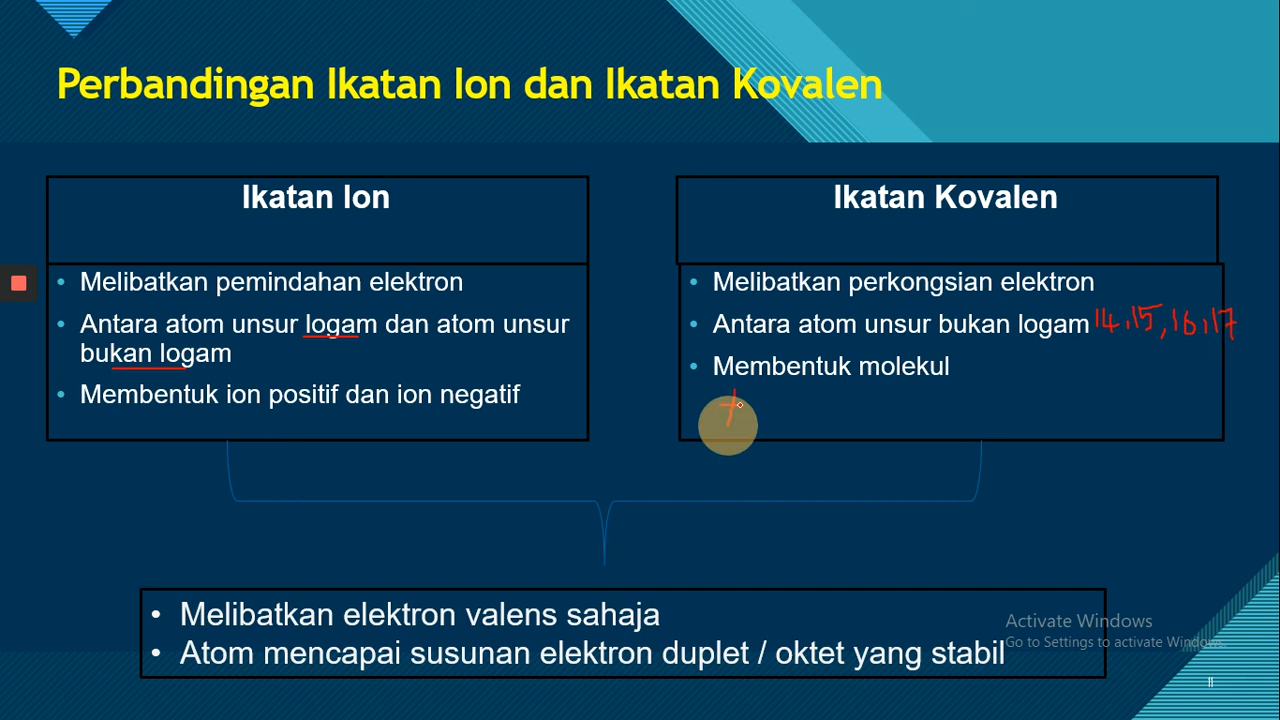 Perbandingan Ikatan Ion dan Ikatan Kovalen
Ikatan Ion
• Melibatkan pemindahan elektron
• Antara atom unsur logam dan atom unsur
bukan logam
• Membentuk ion positif dan ion negatif
Ikatan Kovalen
• Melibatkan perkongsian elektron
• Antara atom unsur bukan logam 14,15,16,17
• Membentuk molekul
+
• Melibatkan elektron valens sahaja
• Atom mencapai susunan elektron duplet / oktet yang stabil
Activate Windows
Go to Settings to activate Windows.
11